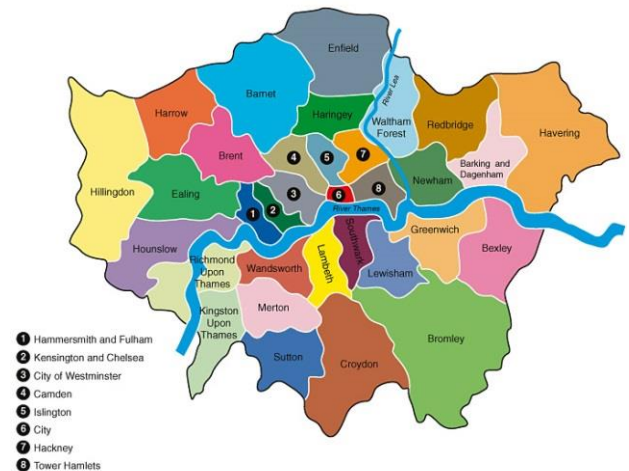 Enfield
River Lea
Barnet
Harrow
Haringey
Waltham
Forest
Redbridge
Havering
Brent
4
5
7
Barking and
Dagenham
Hillingdon
Ealing
3
6
8
Newham
1
2
River Thames
Hounslow
Richmond
Upon
Thames
Wandsworth
Lambeth
Southwark
Lewisham
Greenwich
Bexley
Kingston
Upon
Thames
Merton
Sutton
Croydon
Bromley
1 Hammersmith and Fulham
2 Kensington and Chelsea
3 City of Westminster
4 Camden
5 Islington
6 City
7 Hackney
8 Tower Hamlets